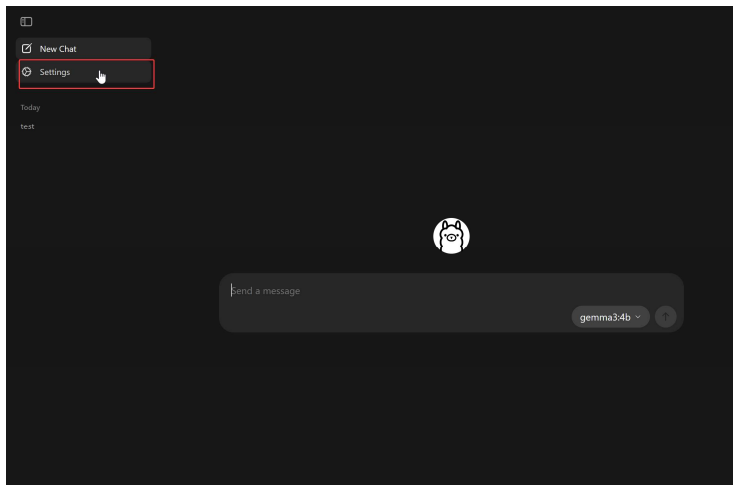 New Chat
Settings
Today
test
Send a message
gemma3:4b